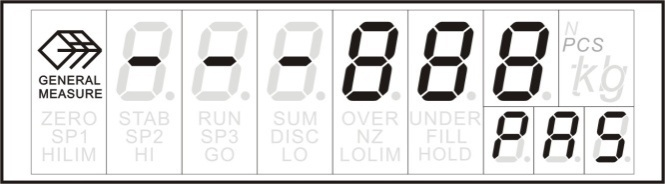 GENERAL
MEASURE
- - - 888
N
PCS
PAS
ZERO STAB RUN SUM OVER UNDER
SP1 SP2 SP3 DISC NZ FILL
HILIM HI GO LO LOLIM HOLD